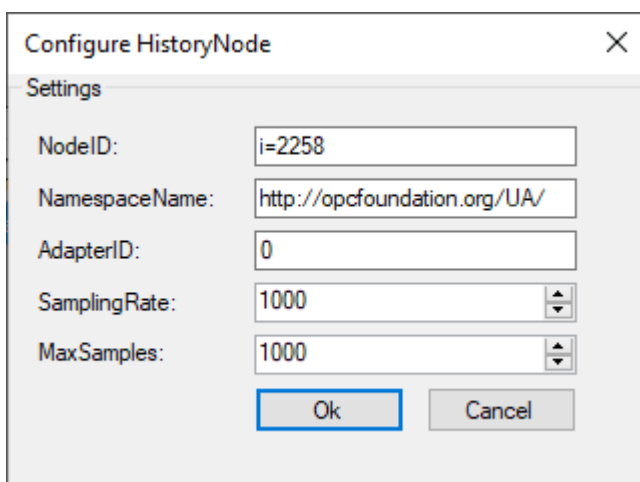 Configure HistoryNode
Settings
NodeID: i=2258
NamespaceName: http://opcfoundation.org/UA/
AdapterID: 0
SamplingRate: 1000
MaxSamples: 1000
Ok Cancel